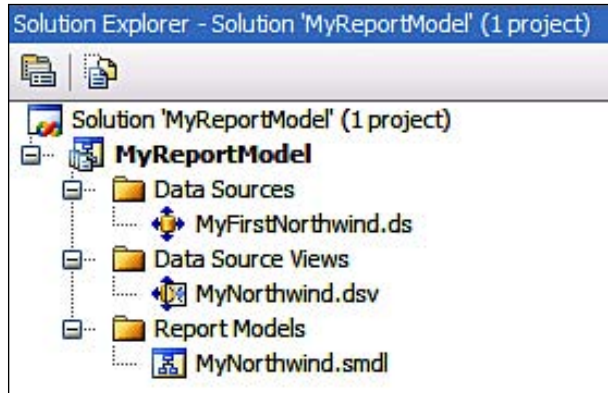 Solution Explorer - Solution 'MyReportModel' (1 project)
Solution 'MyReportModel' (1 project)
MyReportModel
Data Sources
MyFirstNorthwind.ds
Data Source Views
MyNorthwind.dsv
Report Models
MyNorthwind.smdl